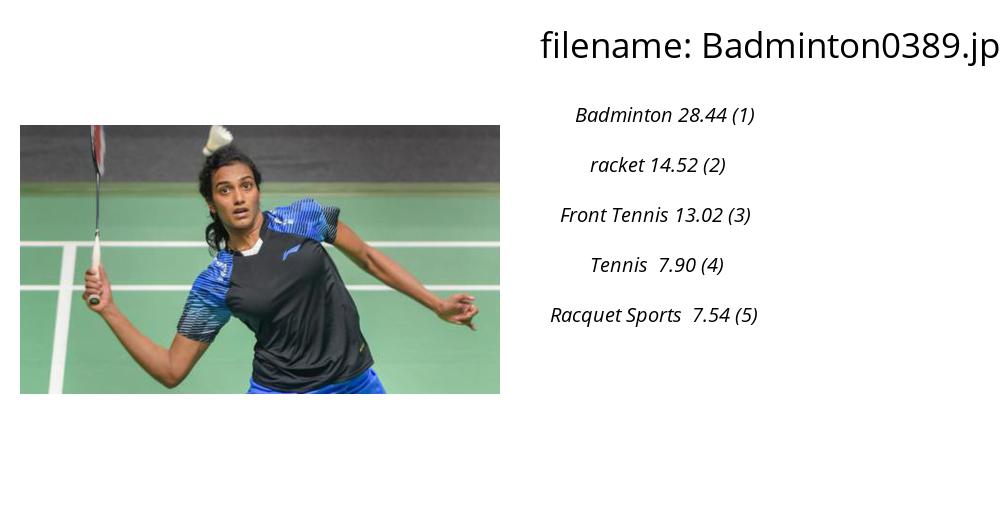 filename: Badminton0389.jp
Badminton 28.44 (1)
racket 14.52 (2)
Front Tennis 13.02 (3)
Tennis 7.90 (4)
Racquet Sports 7.54 (5)